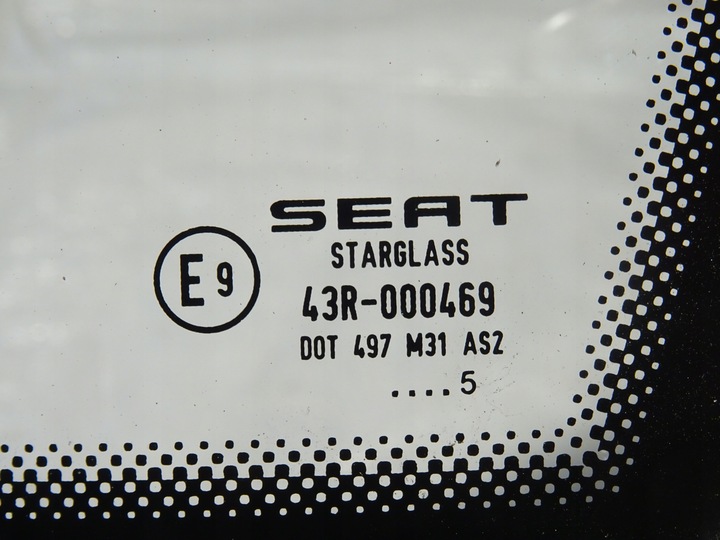 SEAT
E9
STARGLASS
43R-000469
DOT 497 M31 AS2
....5